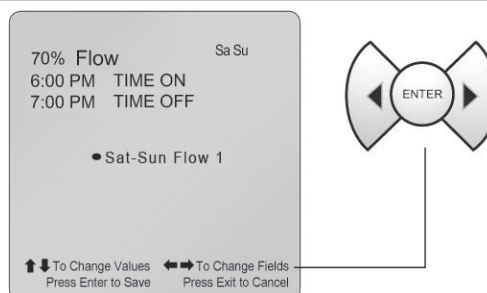 70% Flow Sa Su
6:00 PM TIME ON
7:00 PM TIME OFF
● Sat-Sun Flow 1
⬆⬇ To Change Values ⬅➡ To Change Fields
Press Enter to Save Press Exit to Cancel
ENTER